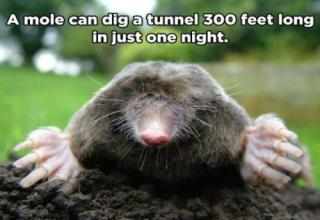 A mole can dig a tunnel 300 feet long
in just one night.